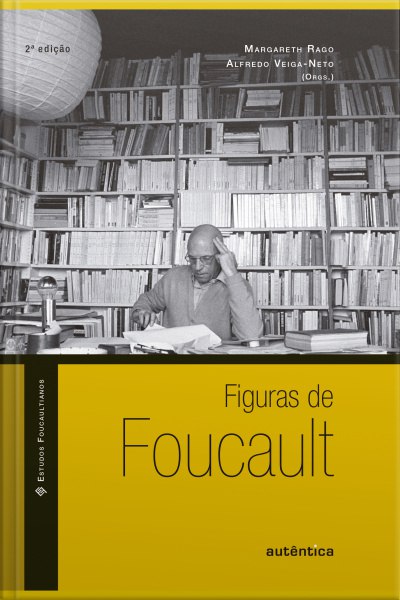 2ª edição
MARGARETH RAGO
ALFREDO VEIGA-NETO
(ORGS.)
ESTUDOS FOUCAULTIANOS
Figuras de
Foucault
autêntica